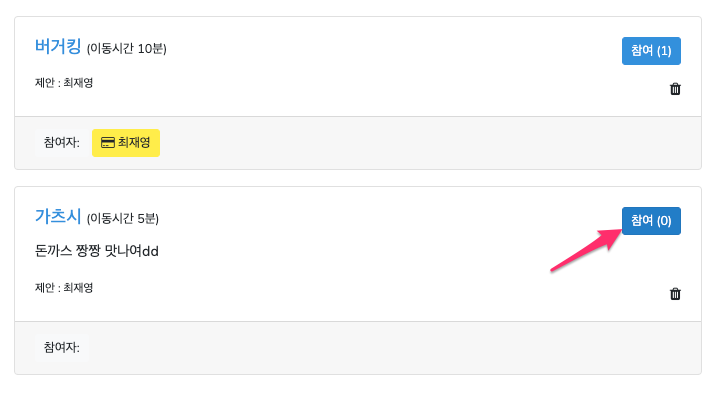 버거킹 (이동시간 10분)
참여 (1)
제안 : 최재영
참여자: 최재영
가츠시 (이동시간 5분)
참여 (0)
돈까스 짱짱 맛나여dd
제안 : 최재영
참여자: